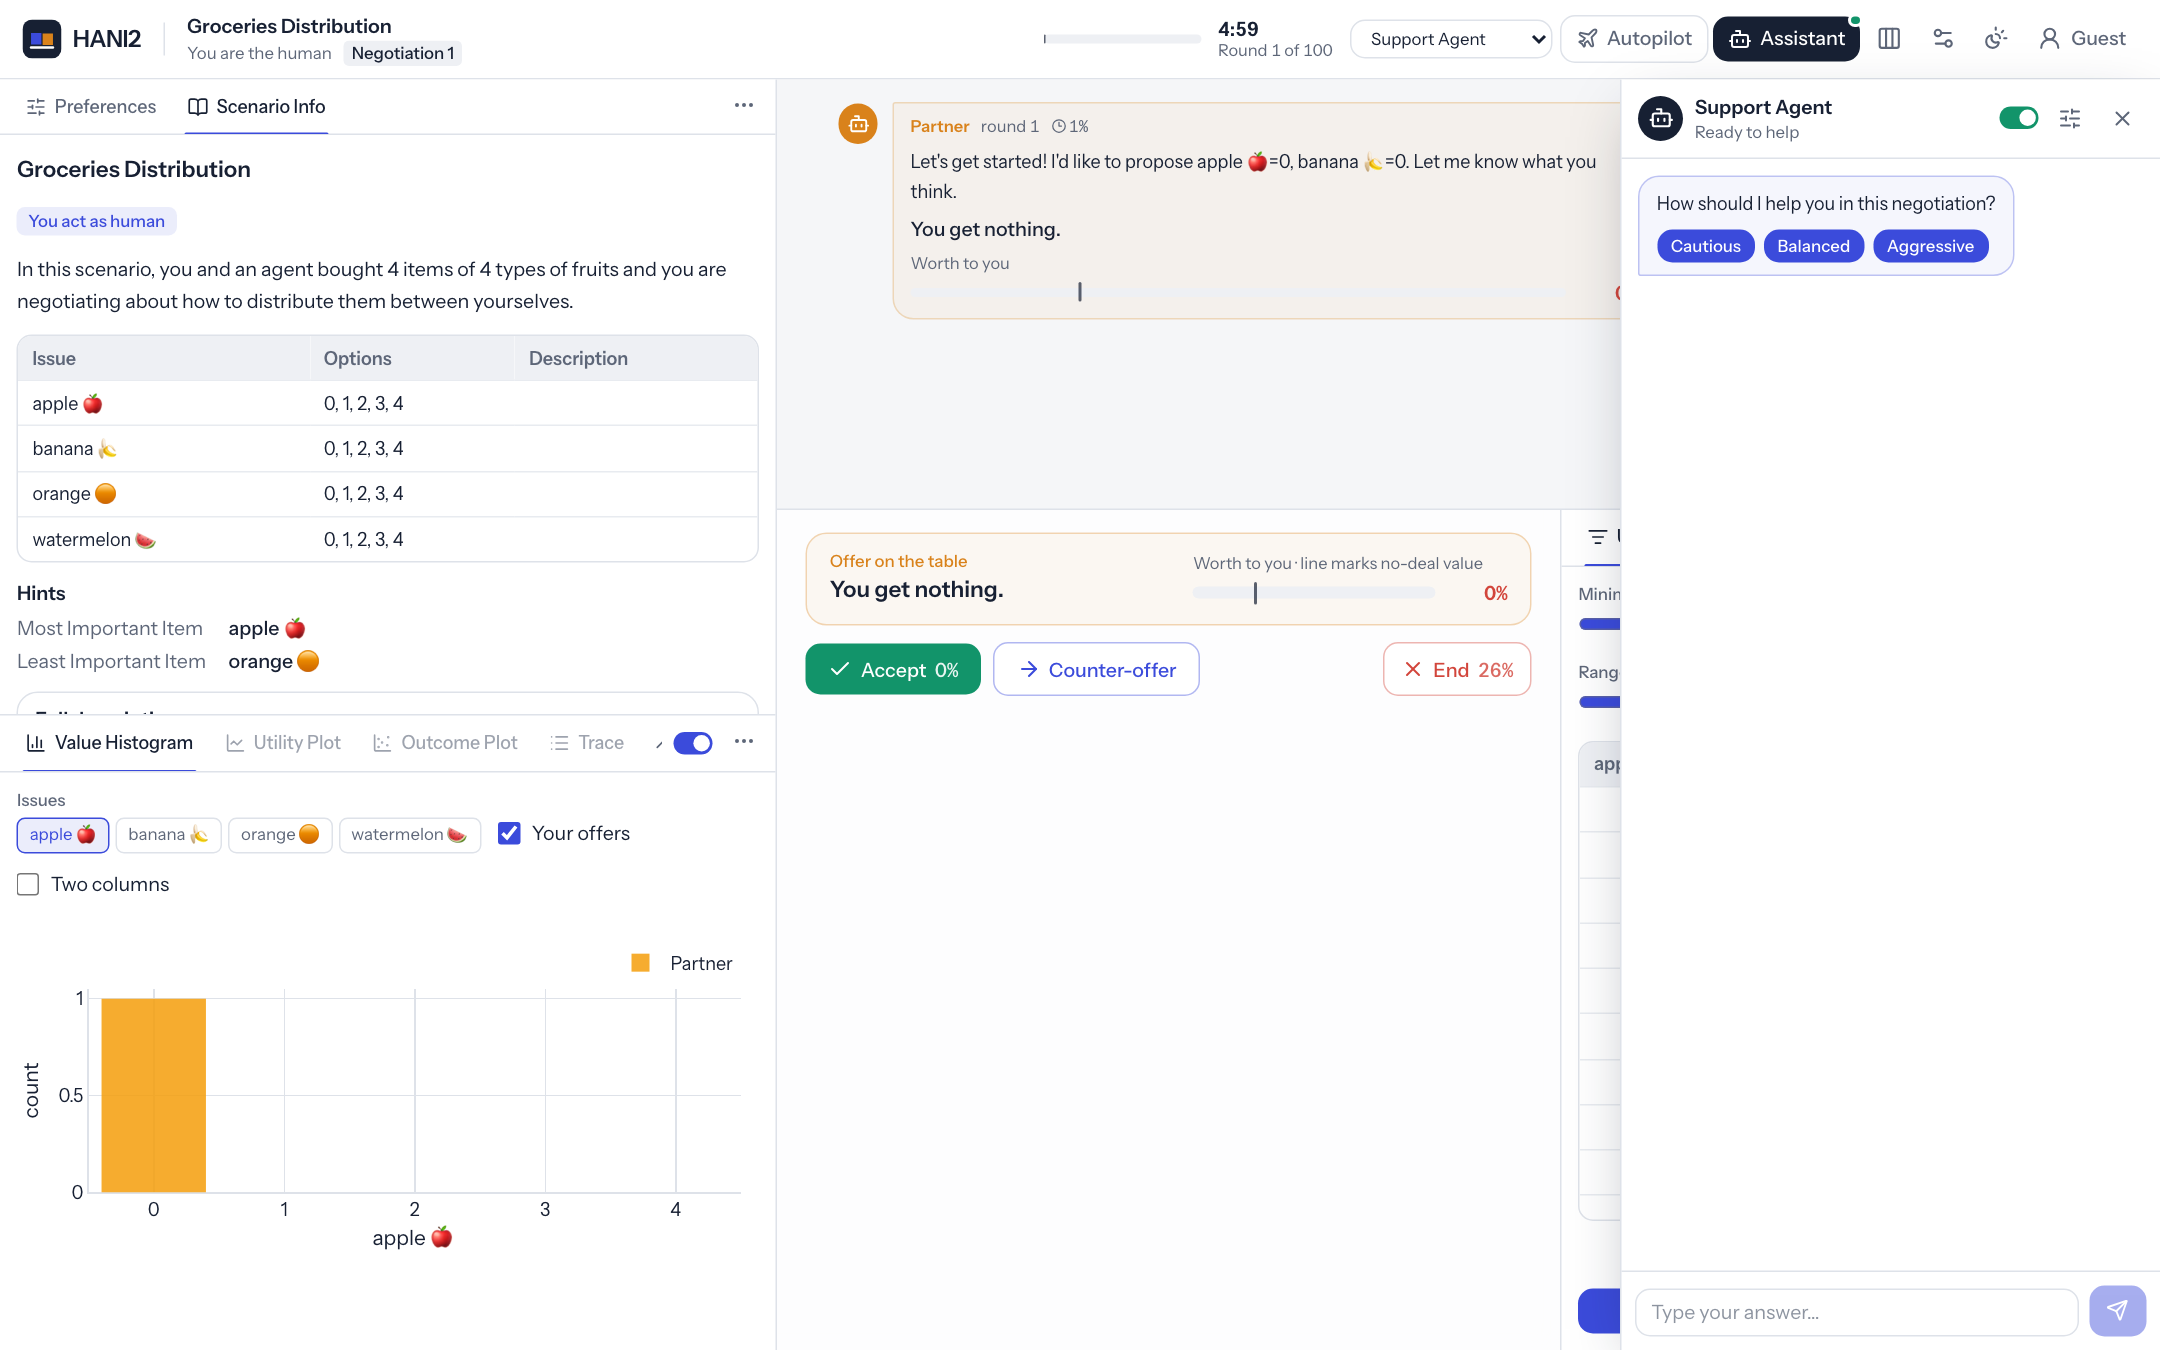 HANI2
Groceries Distribution
You are the human Negotiation 1
4:59
Round 1 of 100
Support Agent
Autopilot
Assistant
Guest
Preferences
Scenario Info
Groceries Distribution
You act as human
In this scenario, you and an agent bought 4 items of 4 types of fruits and you are
negotiating about how to distribute them between yourselves.
Issue Options Description
apple 🍎 0, 1, 2, 3, 4
banana 🍌 0, 1, 2, 3, 4
orange 🟠 0, 1, 2, 3, 4
watermelon 🍉 0, 1, 2, 3, 4
Hints
Most Important Item apple 🍎
Least Important Item orange 🟠
Value Histogram
Utility Plot
Outcome Plot
Trace
Issues
apple 🍎 banana 🍌 orange 🟠 watermelon 🍉 Your offers
Two columns
Partner
1
0.5
0
count
0 1 2 3 4
apple 🍎
Partner round 1 1%
Let's get started! I'd like to propose apple 🍎=0, banana 🍌=0. Let me know what you
think.
You get nothing.
Worth to you
Offer on the table
You get nothing.
Worth to you · line marks no-deal value
0%
Accept 0%
Counter-offer
End 26%
Support Agent
Ready to help
How should I help you in this negotiation?
Cautious Balanced Aggressive
Type your answer...